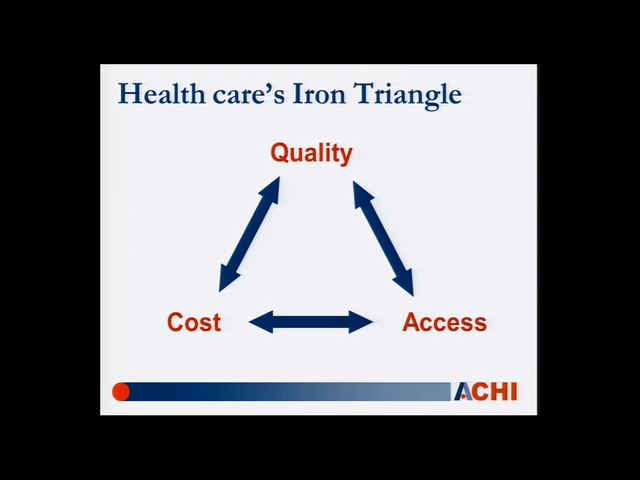 Health care's Iron Triangle
Quality
Cost
Access
ACHI